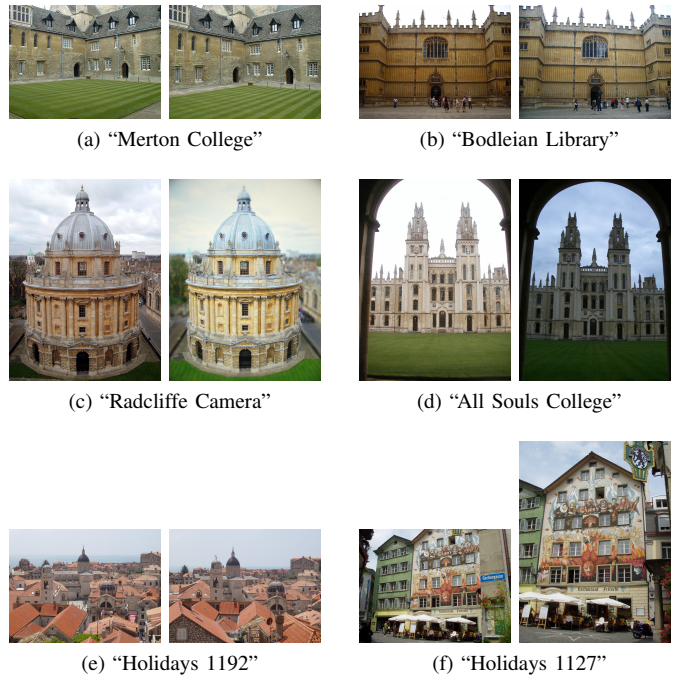 (a) “Merton College”
(b) “Bodleian Library”
(c) “Radcliffe Camera”
(d) “All Souls College”
(e) “Holidays 1192”
(f) “Holidays 1127”